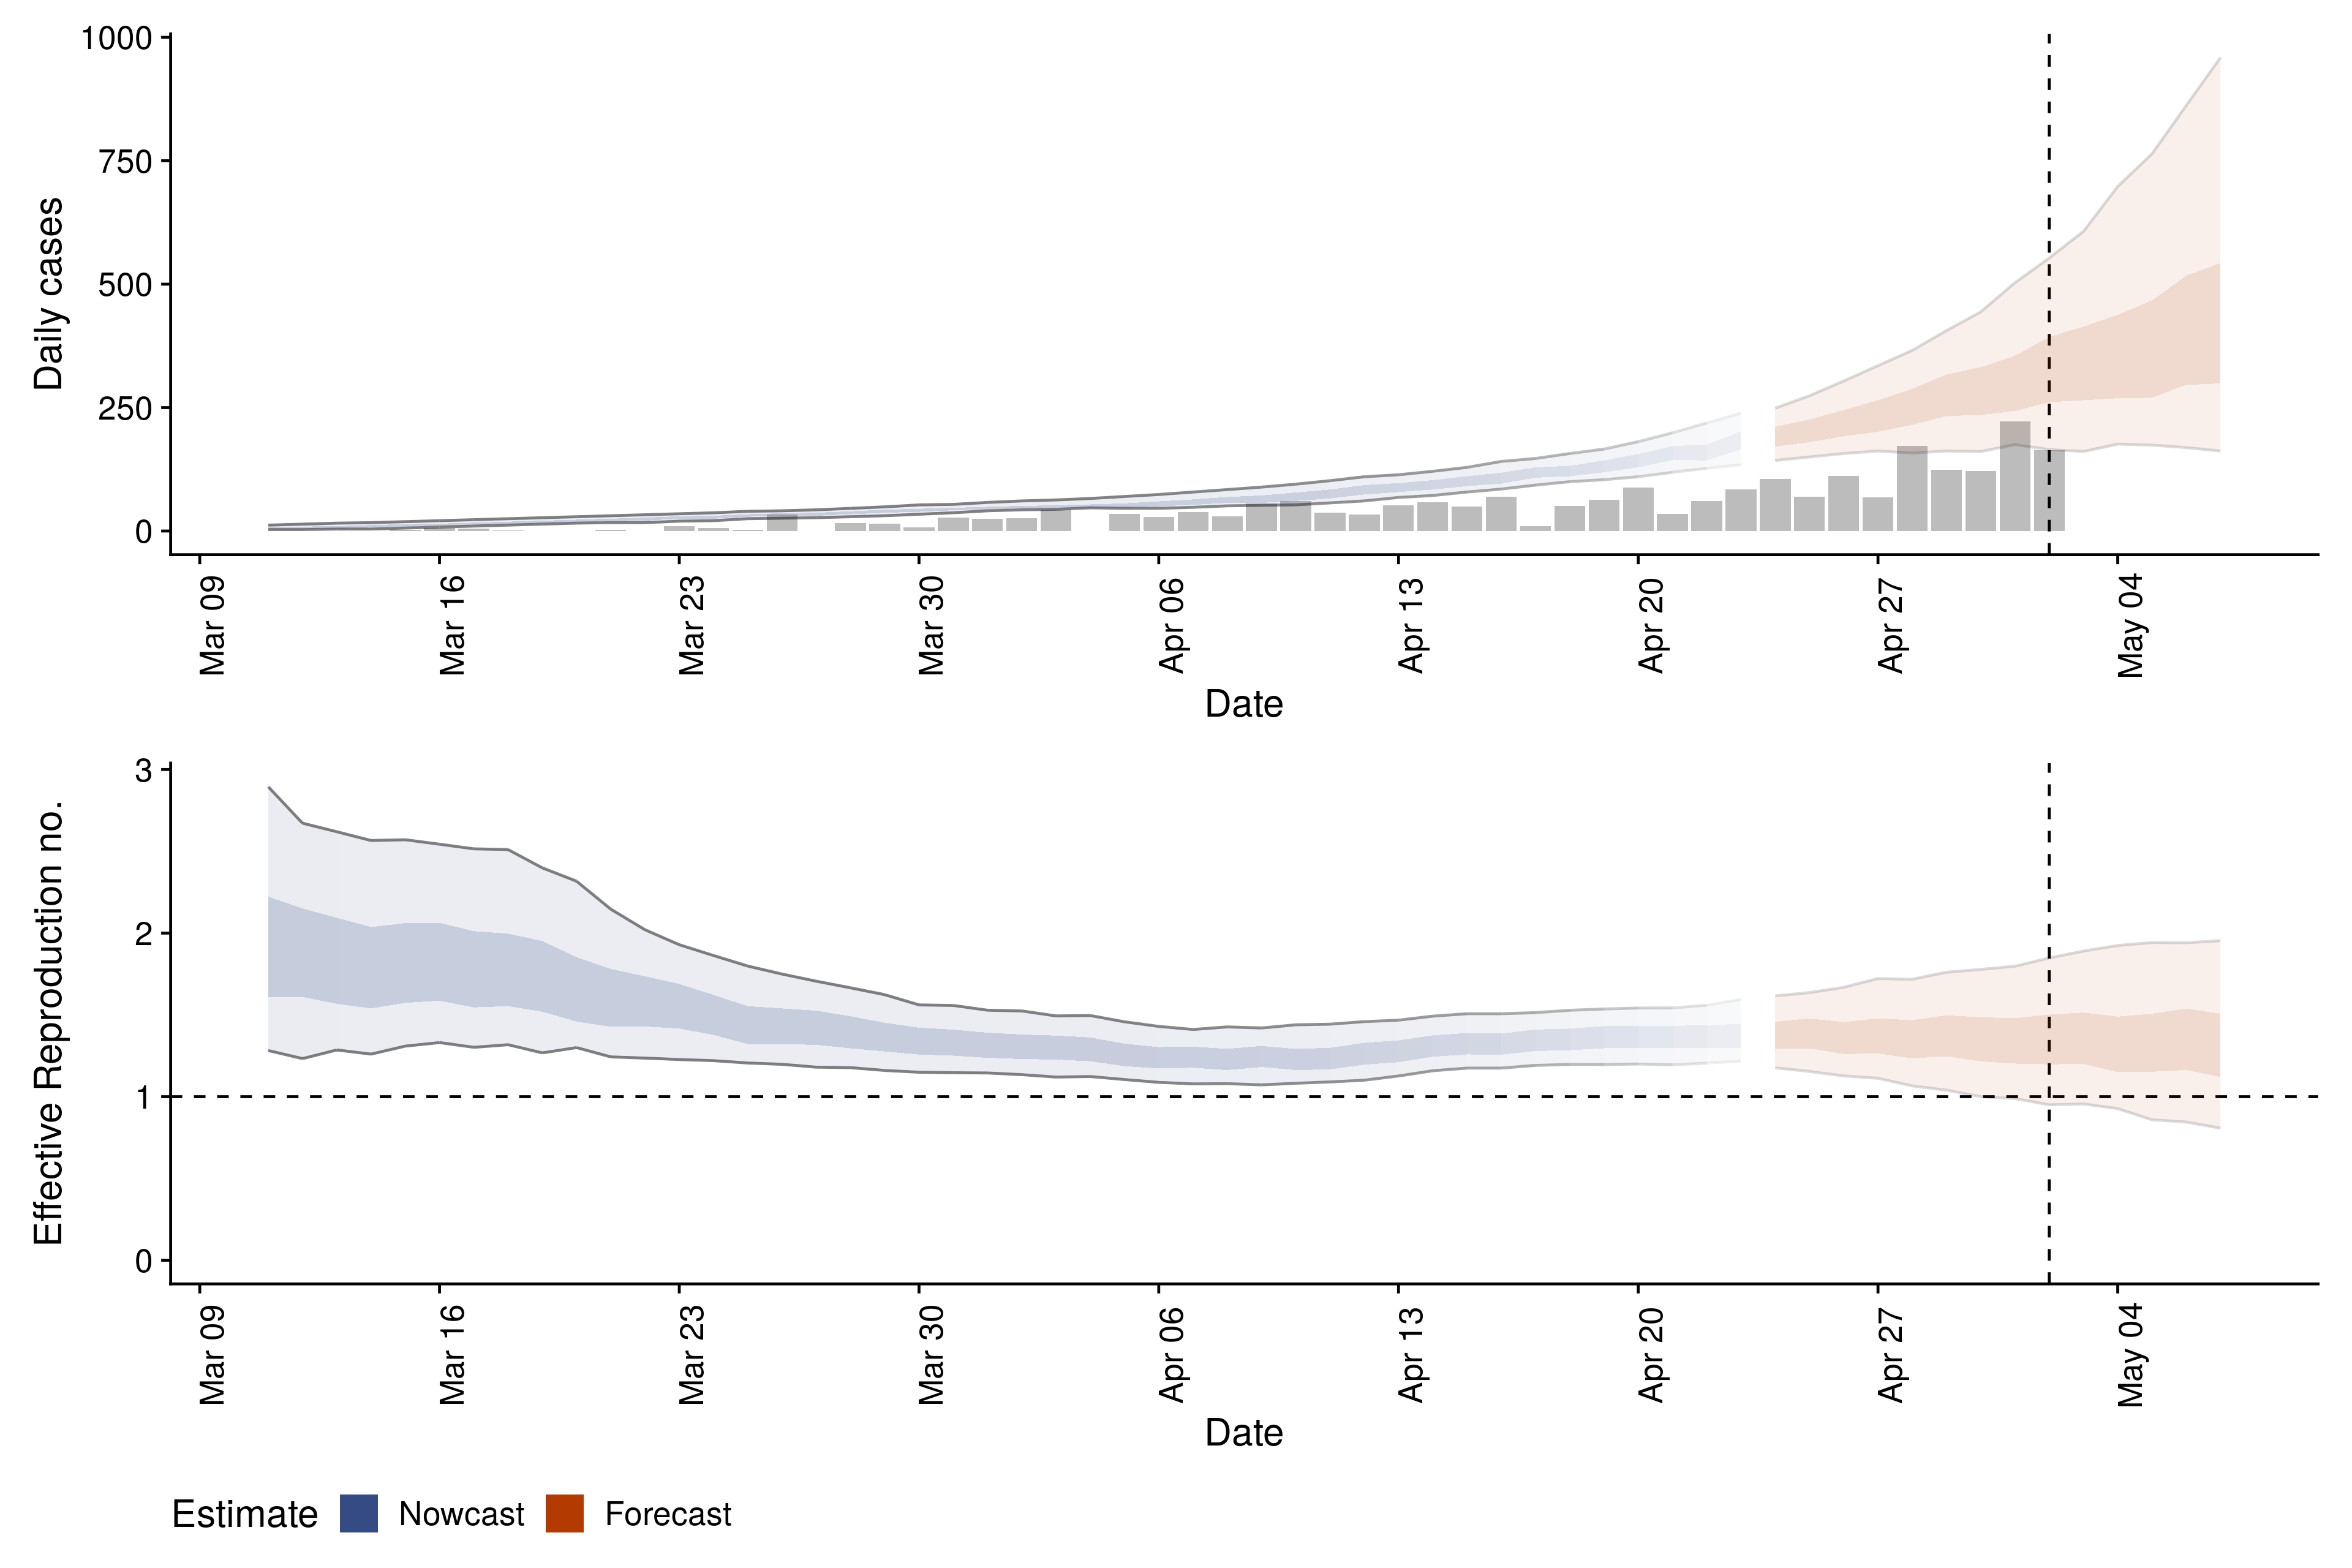 1000
750
500
250
0
Daily cases
Mar 09
Mar 16
Mar 23
Mar 30
Apr 06
Apr 13
Apr 20
Apr 27
May 04
Date
3
2
1
0
Effective Reproduction no.
Mar 09
Mar 16
Mar 23
Mar 30
Apr 06
Apr 13
Apr 20
Apr 27
May 04
Date
Estimate Nowcast Forecast